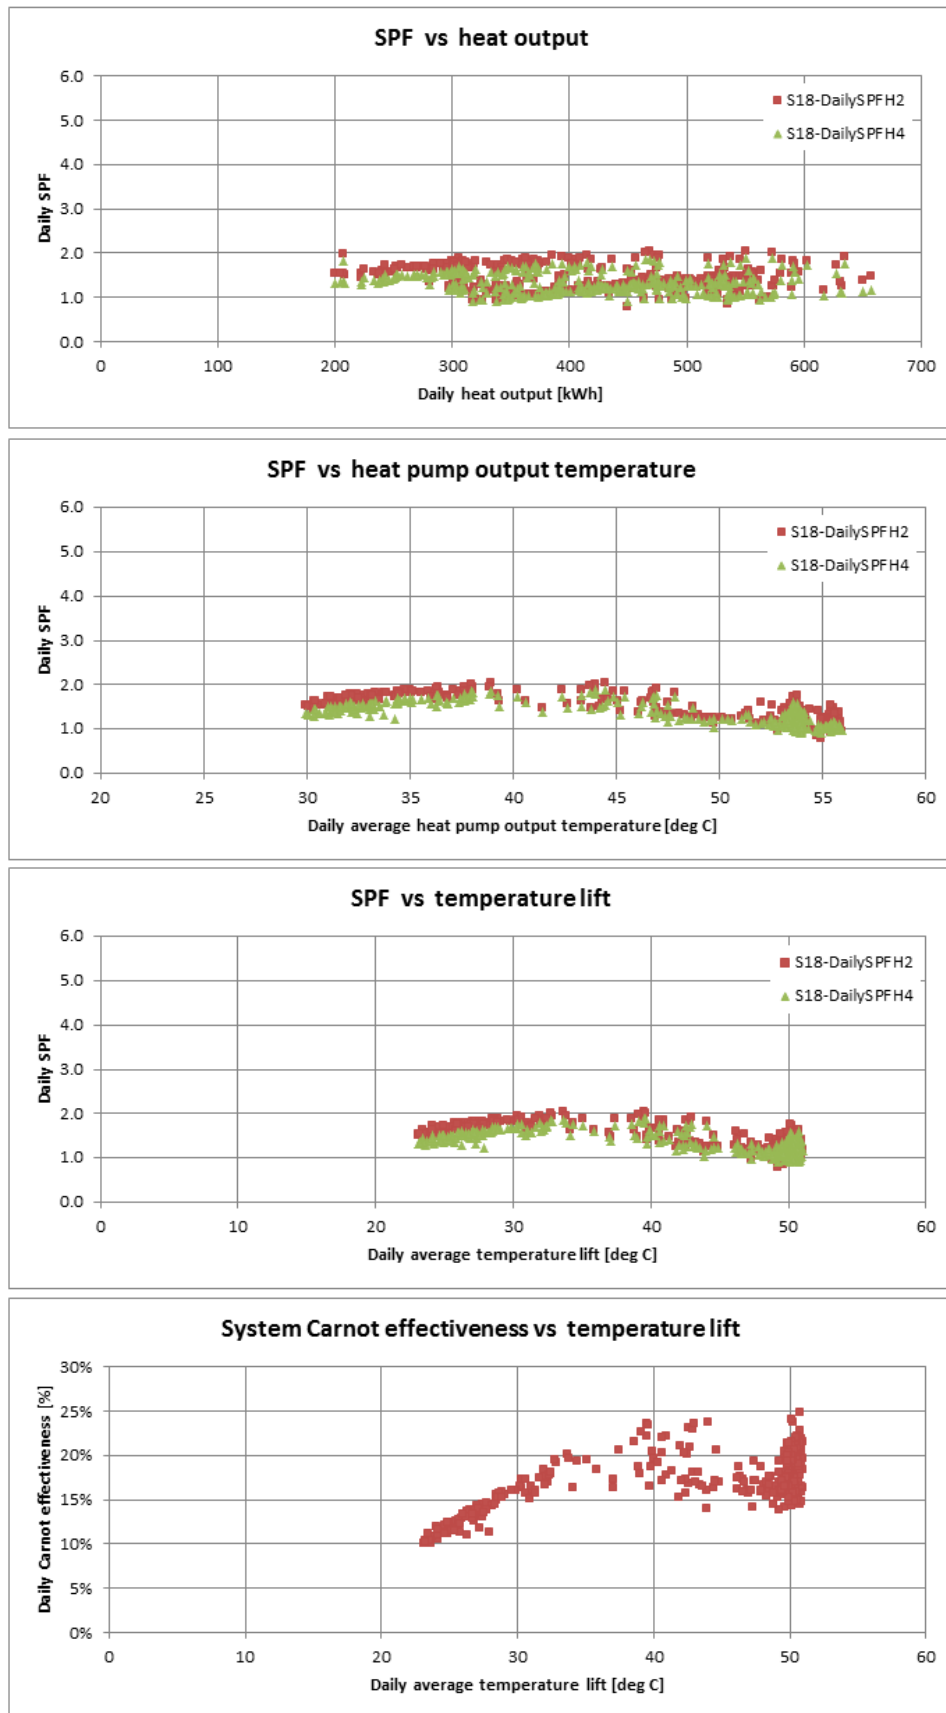 SPF vs heat output
6.0
5.0
4.0
3.0
2.0
1.0
0.0
Daily SPF
S18-DailySPFH2
S18-DailySPFH4
0 100 200 300 400 500 600 700
Daily heat output [kWh]
SPF vs heat pump output temperature
6.0
5.0
4.0
3.0
2.0
1.0
0.0
Daily SPF
S18-DailySPFH2
S18-DailySPFH4
20 25 30 35 40 45 50 55 60
Daily average heat pump output temperature [deg C]
SPF vs temperature lift
6.0
5.0
4.0
3.0
2.0
1.0
0.0
Daily SPF
S18-DailySPFH2
S18-DailySPFH4
0 10 20 30 40 50 60
Daily average temperature lift [deg C]
System Carnot effectiveness vs temperature lift
30%
25%
20%
15%
10%
5%
0%
Daily Carnot effectiveness [%]
0 10 20 30 40 50 60
Daily average temperature lift [deg C]